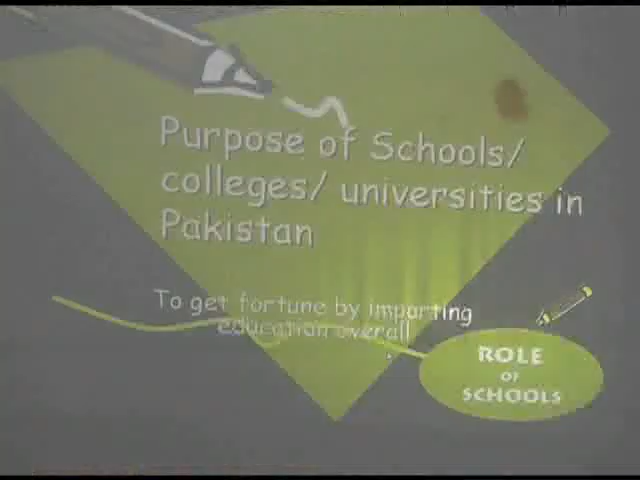 Purpose of Schools/
colleges/ universities in
Pakistan
To get fortune by imparting
education overall
ROLE
OF
SCHOOLS